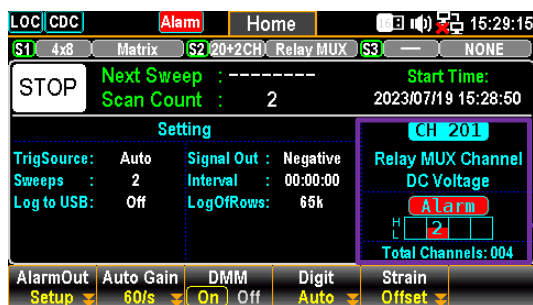 LOC CDC Alarm Home 15:29:15
S1 4x8 Matrix S2 20+2CH Relay MUX S3 — NONE
STOP
Next Sweep : --------
Scan Count : 2
Start Time:
2023/07/19 15:28:50
Setting
TrigSource: Auto Signal Out : Negative
Sweeps : 2 Interval : 00:00:00
Log to USB: Off LogOfRows: 65k
CH 201
Relay MUX Channel
DC Voltage
Alarm
H
L
2
Total Channels: 004
AlarmOut Auto Gain DMM Digit Strain
Setup 60/s On Off Auto Offset